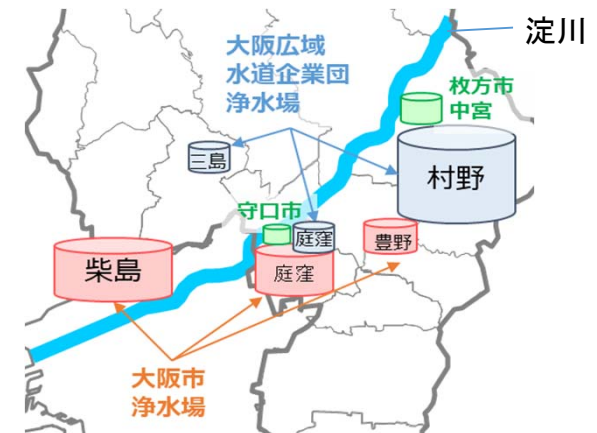 淀川
大阪広域
水道企業団
浄水場
枚方市
中宮
三島
村野
守口市
庭窪
豊野
柴島
庭窪
大阪市
浄水場